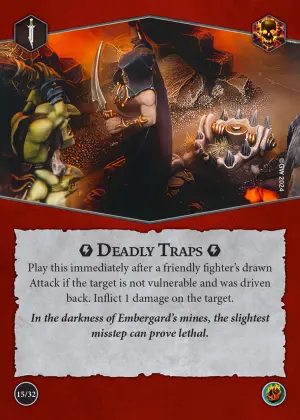 © GW 2024
DEADLY TRAPS
Play this immediately after a friendly fighter's drawn
Attack if the target is not vulnerable and was driven
back. Inflict 1 damage on the target.
In the darkness of Embergard's mines, the slightest
misstep can prove lethal.
15/32